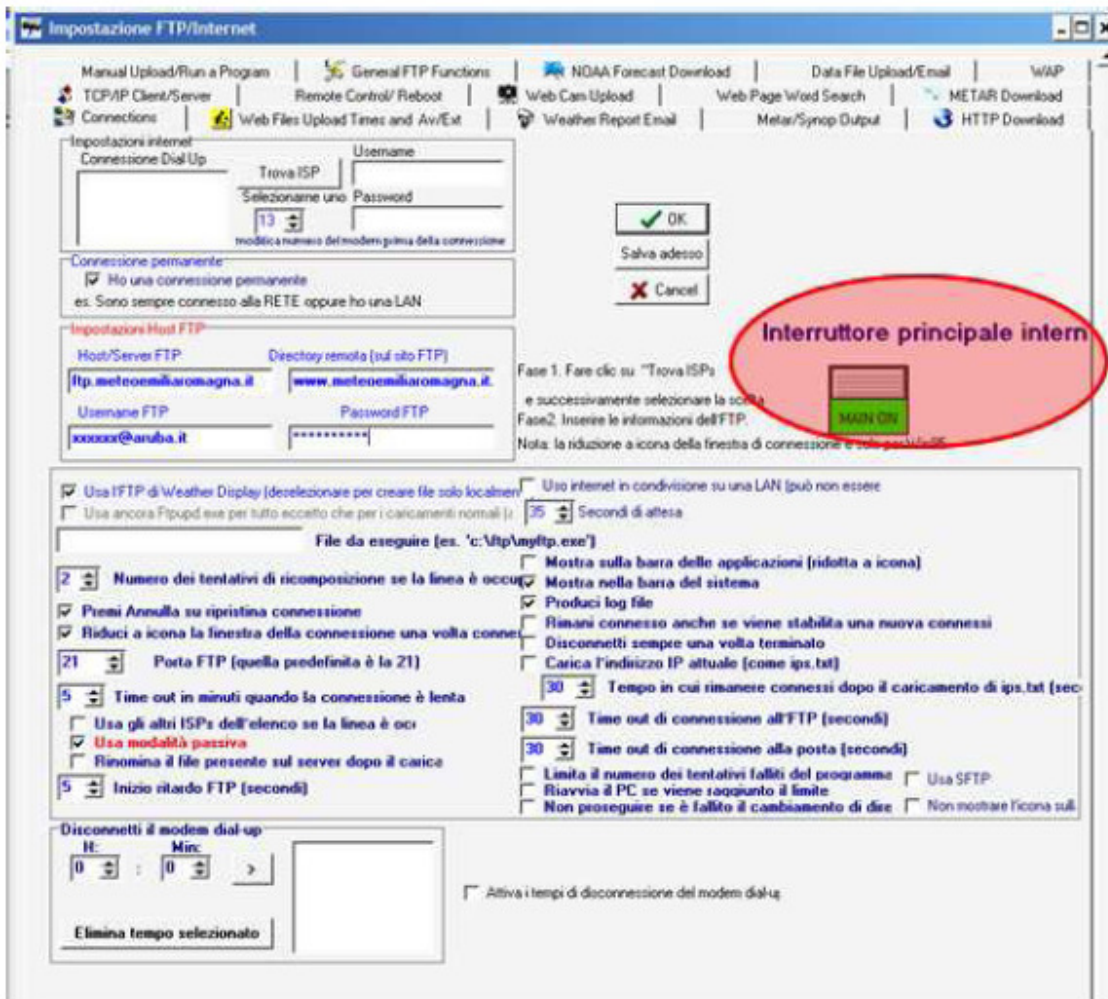 Impostazione FTP/Internet
Manual Upload/Run a Program | General FTP Functions | NOAA Forecast Download | Data File Upload/Email | WAP
TCP/IP Client/Server | Remote Control/ Reboot | Web Cam Upload | Web Page Word Search | METAR Download
Connections | Web Files Upload Times and Av/Ext | Weather Report Email | Metar/Synop Output | HTTP Download
Impostazioni internet
Connessione Dial Up
Username
Trova ISP
Selezionarne uno
Password
13
modifica numero del modem prima della connessione
OK
Salva adesso
Cancel
Connessione permanente
Ho una connessione permanente
es. Sono sempre connesso alla RETE oppure ho una LAN
Interruttore principale intern
MAIN ON
Impostazioni Host FTP
Host/Server FTP
Directory remota (sul sito FTP)
ftp.meteoemiliaromagna.it
www.meteoemiliaromagna.it.
Username FTP
Password FTP
xxxxxx@aruba.it
**********
Fase 1. Fare clic su "Trova ISPs
e successivamente selezionare la scelta
Fase2. Inserire le informazioni dell'FTP.
Nota: la riduzione a icona della finestra di connessione è solo per Win95
Usa l'FTP di Weather Display (deselezionare per creare file solo localmen
Usa ancora Ftpupd.exe per tutto eccetto che per i caricamenti normali (
File da eseguire (es. 'c:\ftp\myftp.exe')
2 Numero dei tentativi di ricomposizione se la linea è occu
Premi Annulla su ripristina connessione
Riduci a icona la finestra della connessione una volta conne
21 Porta FTP (quella predefinita è la 21)
5 Time out in minuti quando la connessione è lenta
Usa gli altri ISPs dell'elenco se la linea è oc
Usa modalità passiva
Rinomina il file presente sul server dopo il carica
5 Inizio ritardo FTP (secondi)
Uso internet in condivisione su una LAN (può non essere
35 Secondi di attesa
Mostra sulla barra delle applicazioni (ridotta a icona)
Mostra nella barra del sistema
Produci log file
Rimani connesso anche se viene stabilita una nuova connessi
Disconnetti sempre una volta terminato
Carica l'indirizzo IP attuale (come ips.txt)
30 Tempo in cui rimanere connessi dopo il caricamento di ips.txt (sec
30 Time out di connessione all'FTP (secondi)
30 Time out di connessione alla posta (secondi)
Limita il numero dei tentativi falliti del programma
Usa SFTP
Riavvia il PC se viene raggiunto il limite
Non proseguire se è fallito il cambiamento di dire
Non mostrare l'icona sull
Disconnetti il modem dial-up
H: Min:
0 : 0 >
Elimina tempo selezionato
Attiva i tempi di disconnessione del modem dial-up